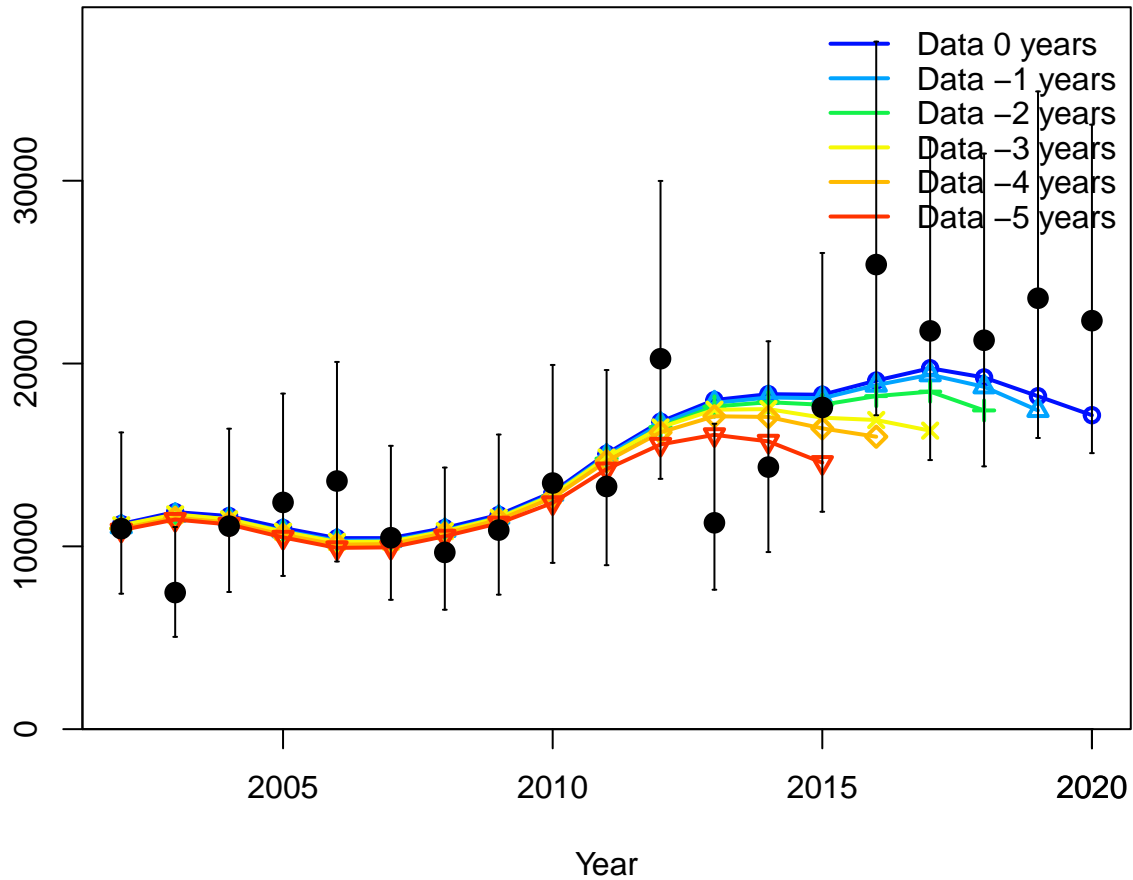 Data 0 years
Data −1 years
Data −2 years
Data −3 years
Data −4 years
Data −5 years
30000
20000
10000
0
2005 2010 2015 2020
Year